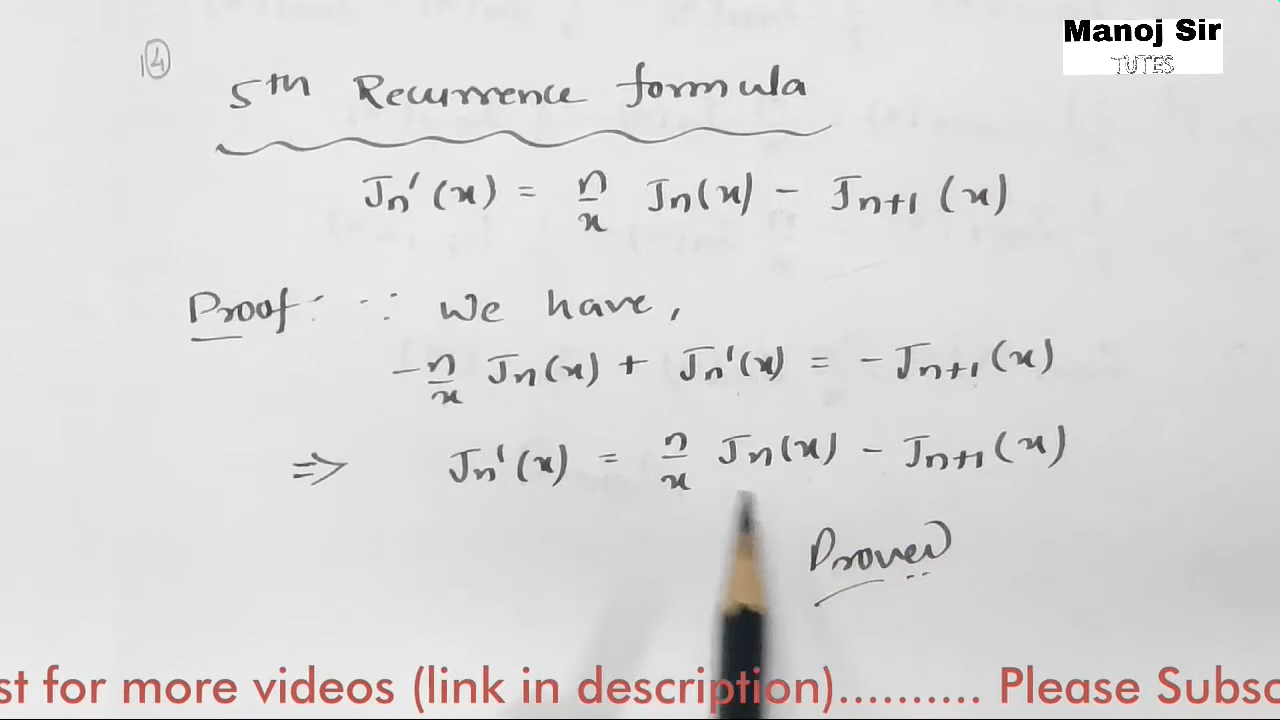 Manoj Sir
TUTES
14
5th Recurrence formula
Jn'(x) = n/x Jn(x) - Jn+1(x)
Proof: ∵ We have,
-n/x Jn(x) + Jn'(x) = -Jn+1(x)
=> Jn'(x) = n/x Jn(x) - Jn+1(x)
Proved
st for more videos (link in description).......... Please Subsc